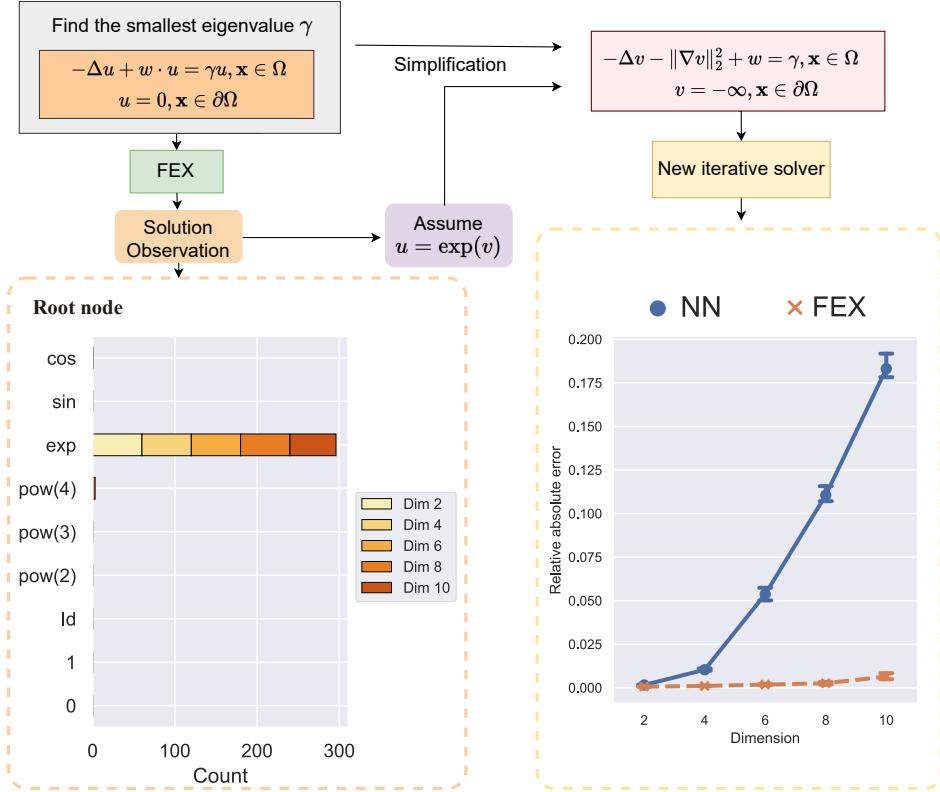 Find the smallest eigenvalue γ
−Δu + w · u = γu, x ∈ Ω
u = 0, x ∈ ∂Ω
Simplification
−Δv − ‖∇v‖₂² + w = γ, x ∈ Ω
v = −∞, x ∈ ∂Ω
FEX
New iterative solver
Solution
Observation
Assume
u = exp(v)
Root node
cos
sin
exp
pow(4)
pow(3)
pow(2)
Id
1
0
0 100 200 300
Count
Dim 2
Dim 4
Dim 6
Dim 8
Dim 10
NN FEX
0.200
0.175
0.150
0.125
0.100
0.075
0.050
0.025
0.000
Relative absolute error
2 4 6 8 10
Dimension